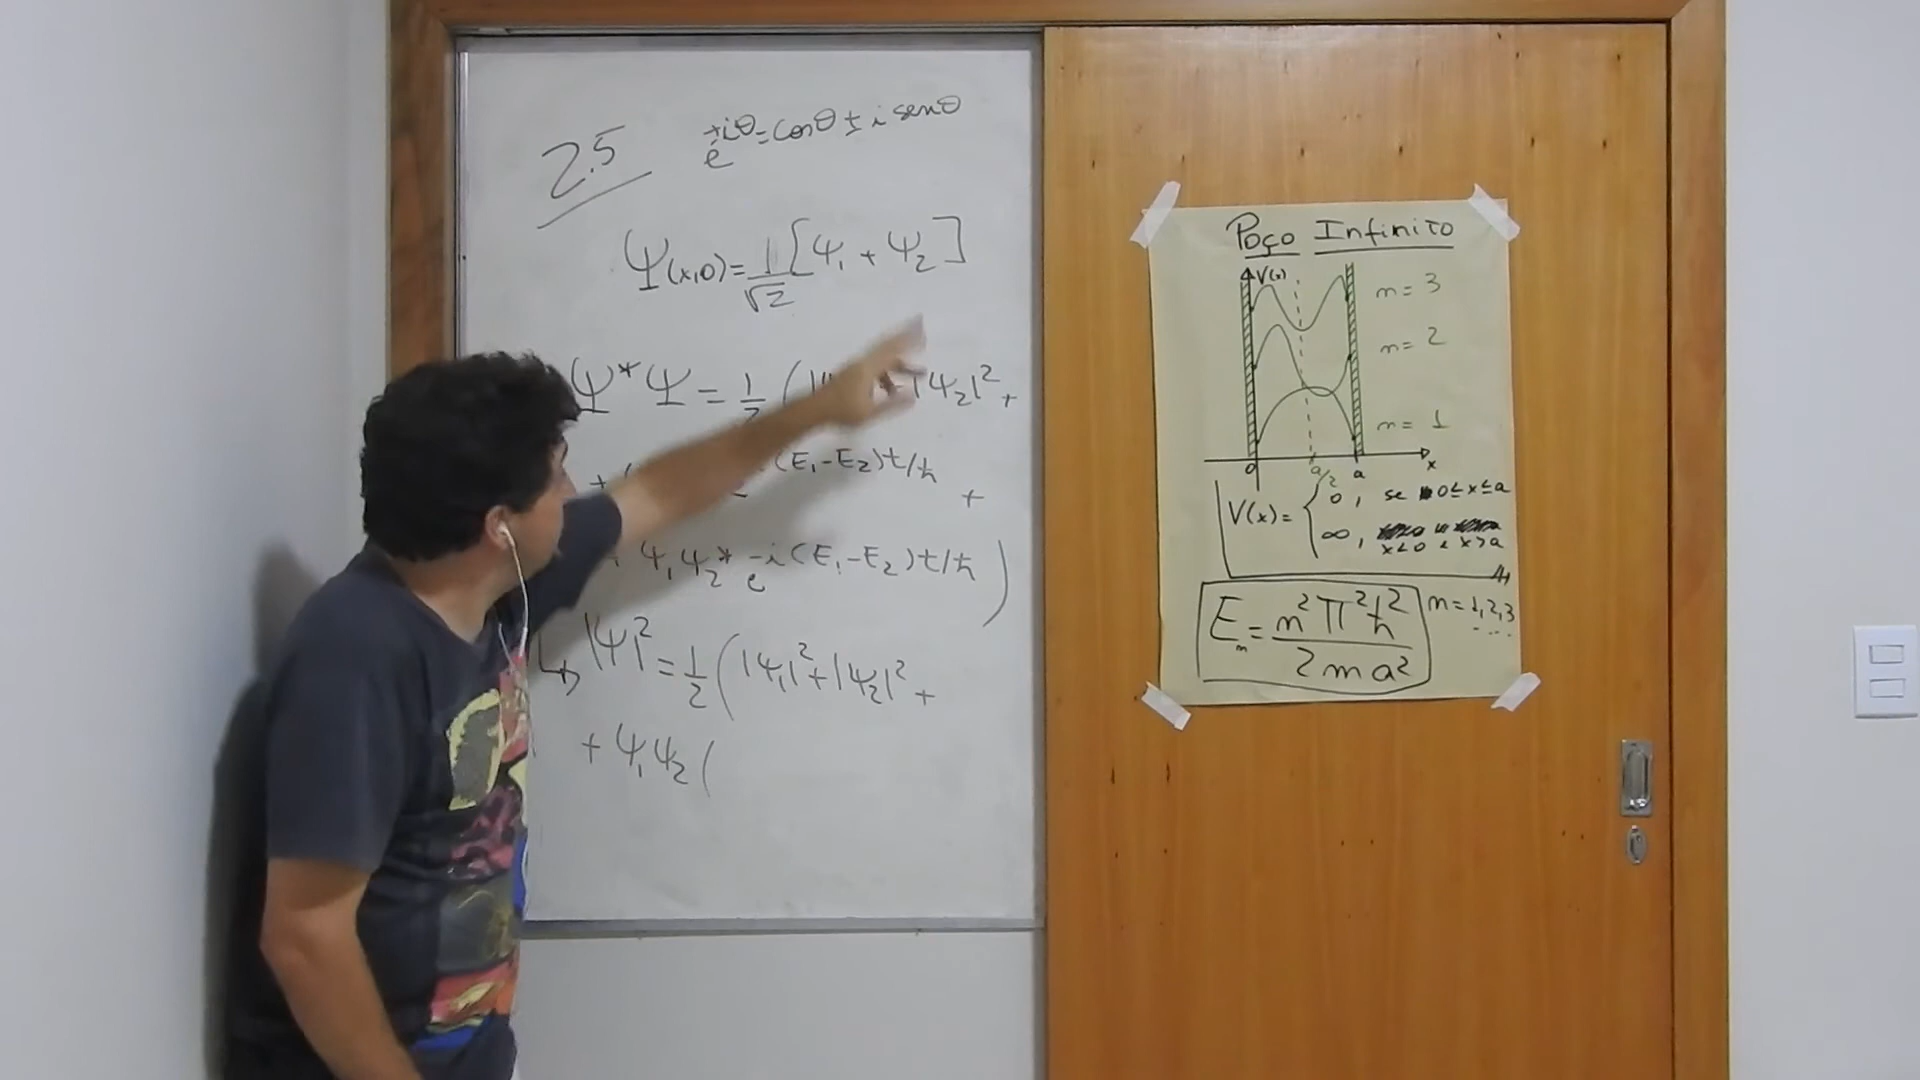 2.5
e^±iθ = cosθ ± i senθ
Ψ(x,0) = 1/√2 [ψ₁ + ψ₂]
Ψ*Ψ = 1/2 ( |ψ₂|² +
(E₁-E₂)t/ħ +
ψ₁ψ₂* e^-i(E₁-E₂)t/ħ )
↳ |Ψ|² = 1/2 ( |ψ₁|² + |ψ₂|² +
+ ψ₁ψ₂ (
Poço Infinito
V(x)
n = 3
n = 2
n = 1
0 a/2 a x
V(x) = { 0, se 0 ≤ x ≤ a
∞, x<0 e x>a
Eₙ = n²π²ħ² / 2ma²
n = 1,2,3
...